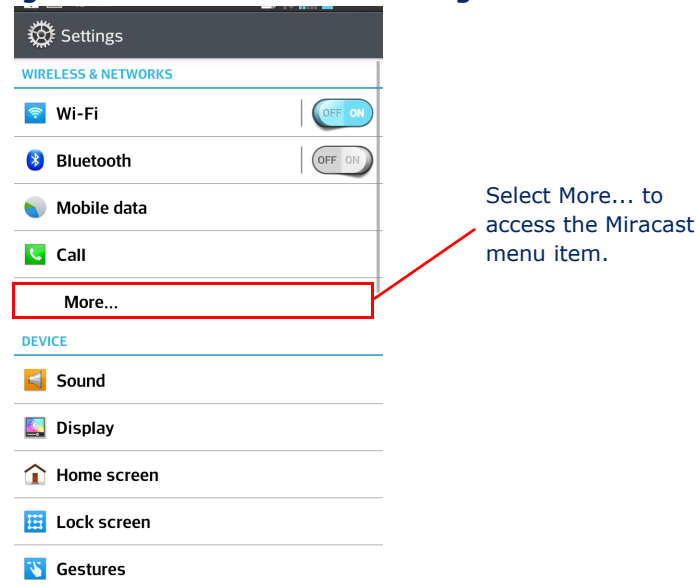 Settings
WIRELESS & NETWORKS
Wi-Fi
OFF ON
Bluetooth
OFF ON
Mobile data
Call
More...
Select More... to
access the Miracast
menu item.
DEVICE
Sound
Display
Home screen
Lock screen
Gestures